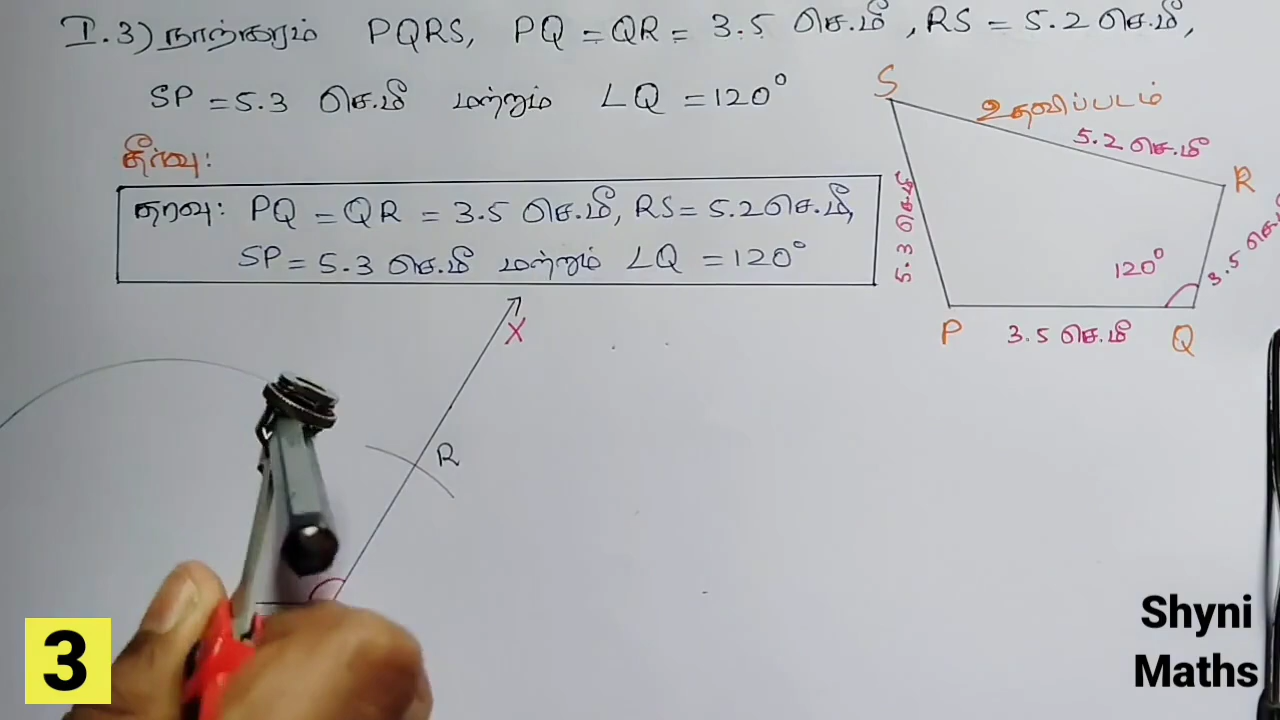 I.3) நாற்கரம் PQRS, PQ = QR = 3.5 செ.மீ, RS = 5.2 செ.மீ,
SP = 5.3 செ.மீ மற்றும் ∠Q = 120°
தீர்வு:
தரவு: PQ = QR = 3.5 செ.மீ, RS = 5.2 செ.மீ,
SP = 5.3 செ.மீ மற்றும் ∠Q = 120°
S
உதவிப்படம்
5.2 செ.மீ
R
5.3 செ.மீ
120°
3.5 செ.
P
3.5 செ.மீ
Q
X
R
3
Shyni
Maths